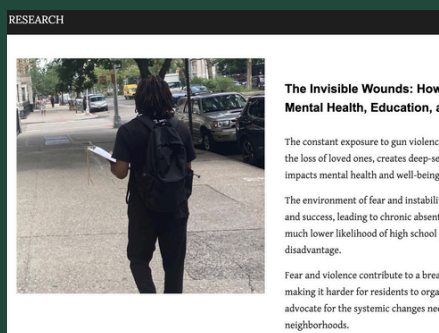 RESEARCH
The Invisible Wounds: How
Mental Health, Education, a
The constant exposure to gun violenc
the loss of loved ones, creates deep-se
impacts mental health and well-being
The environment of fear and instabilit
and success, leading to chronic absent
much lower likelihood of high school
disadvantage.
Fear and violence contribute to a brea
making it harder for residents to orga
advocate for the systemic changes nee
neighborhoods.